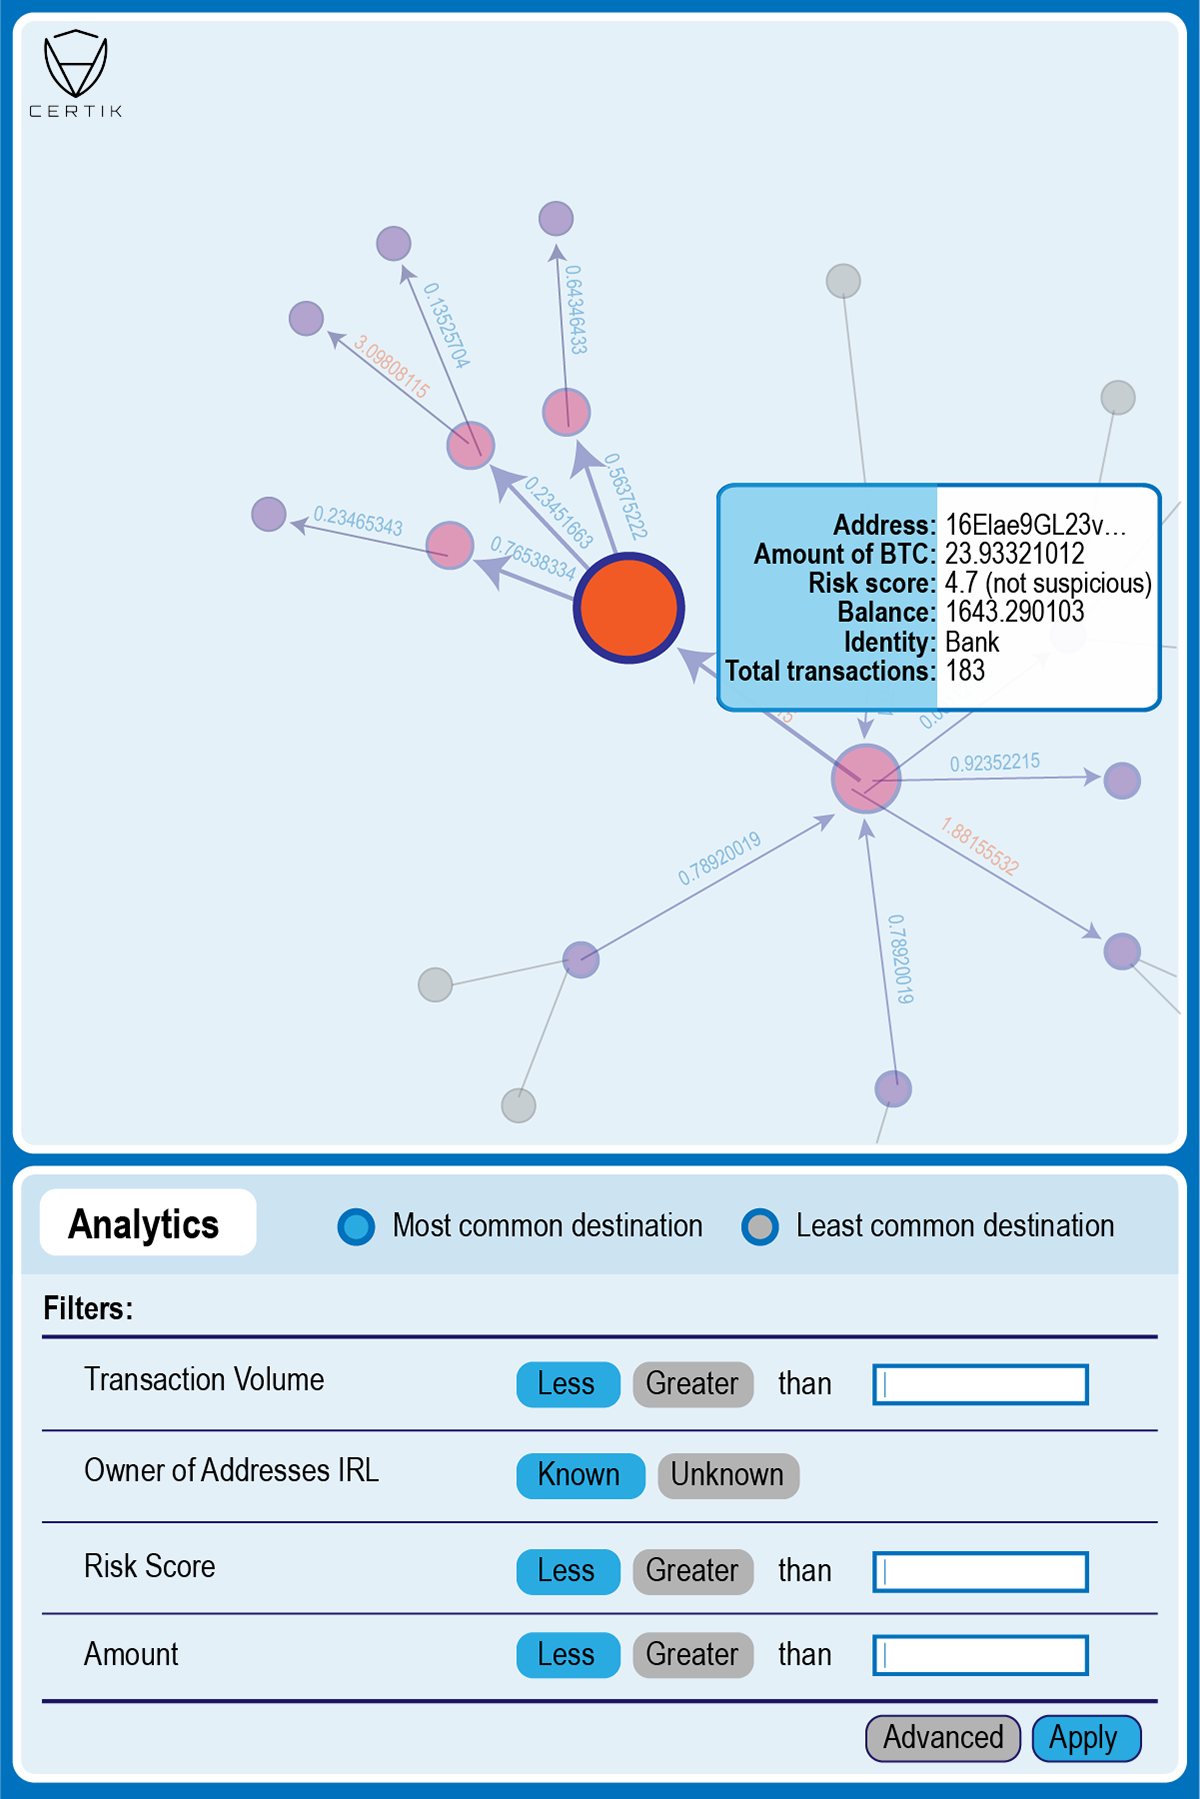 CERTIK
0.64346433
0.13525704
3.09808115
0.56375222
0.23451663
0.23465343
0.76538334
Address: 16Elae9GL23v...
Amount of BTC: 23.93321012
Risk score: 4.7 (not suspicious)
Balance: 1643.290103
Identity: Bank
Total transactions: 183
0.92352215
1.88155532
0.78920019
0.78920019
Analytics
Most common destination
Least common destination
Filters:
Transaction Volume Less Greater than
Owner of Addresses IRL Known Unknown
Risk Score Less Greater than
Amount Less Greater than
Advanced Apply